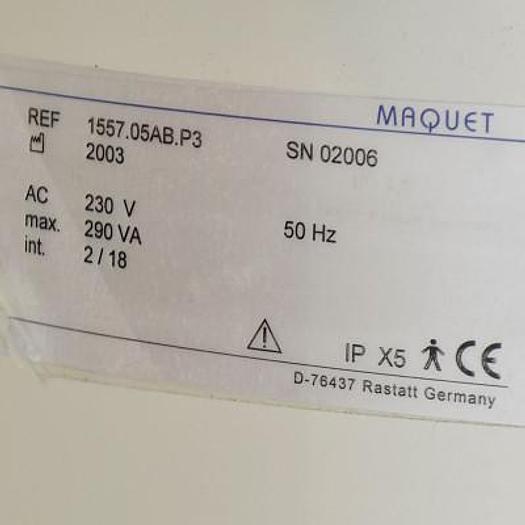 MAQUET
REF 1557.05AB.P3
2003 SN 02006
AC 230 V
max. 290 VA 50 Hz
int. 2 / 18
IP X5 CE
D-76437 Rastatt Germany